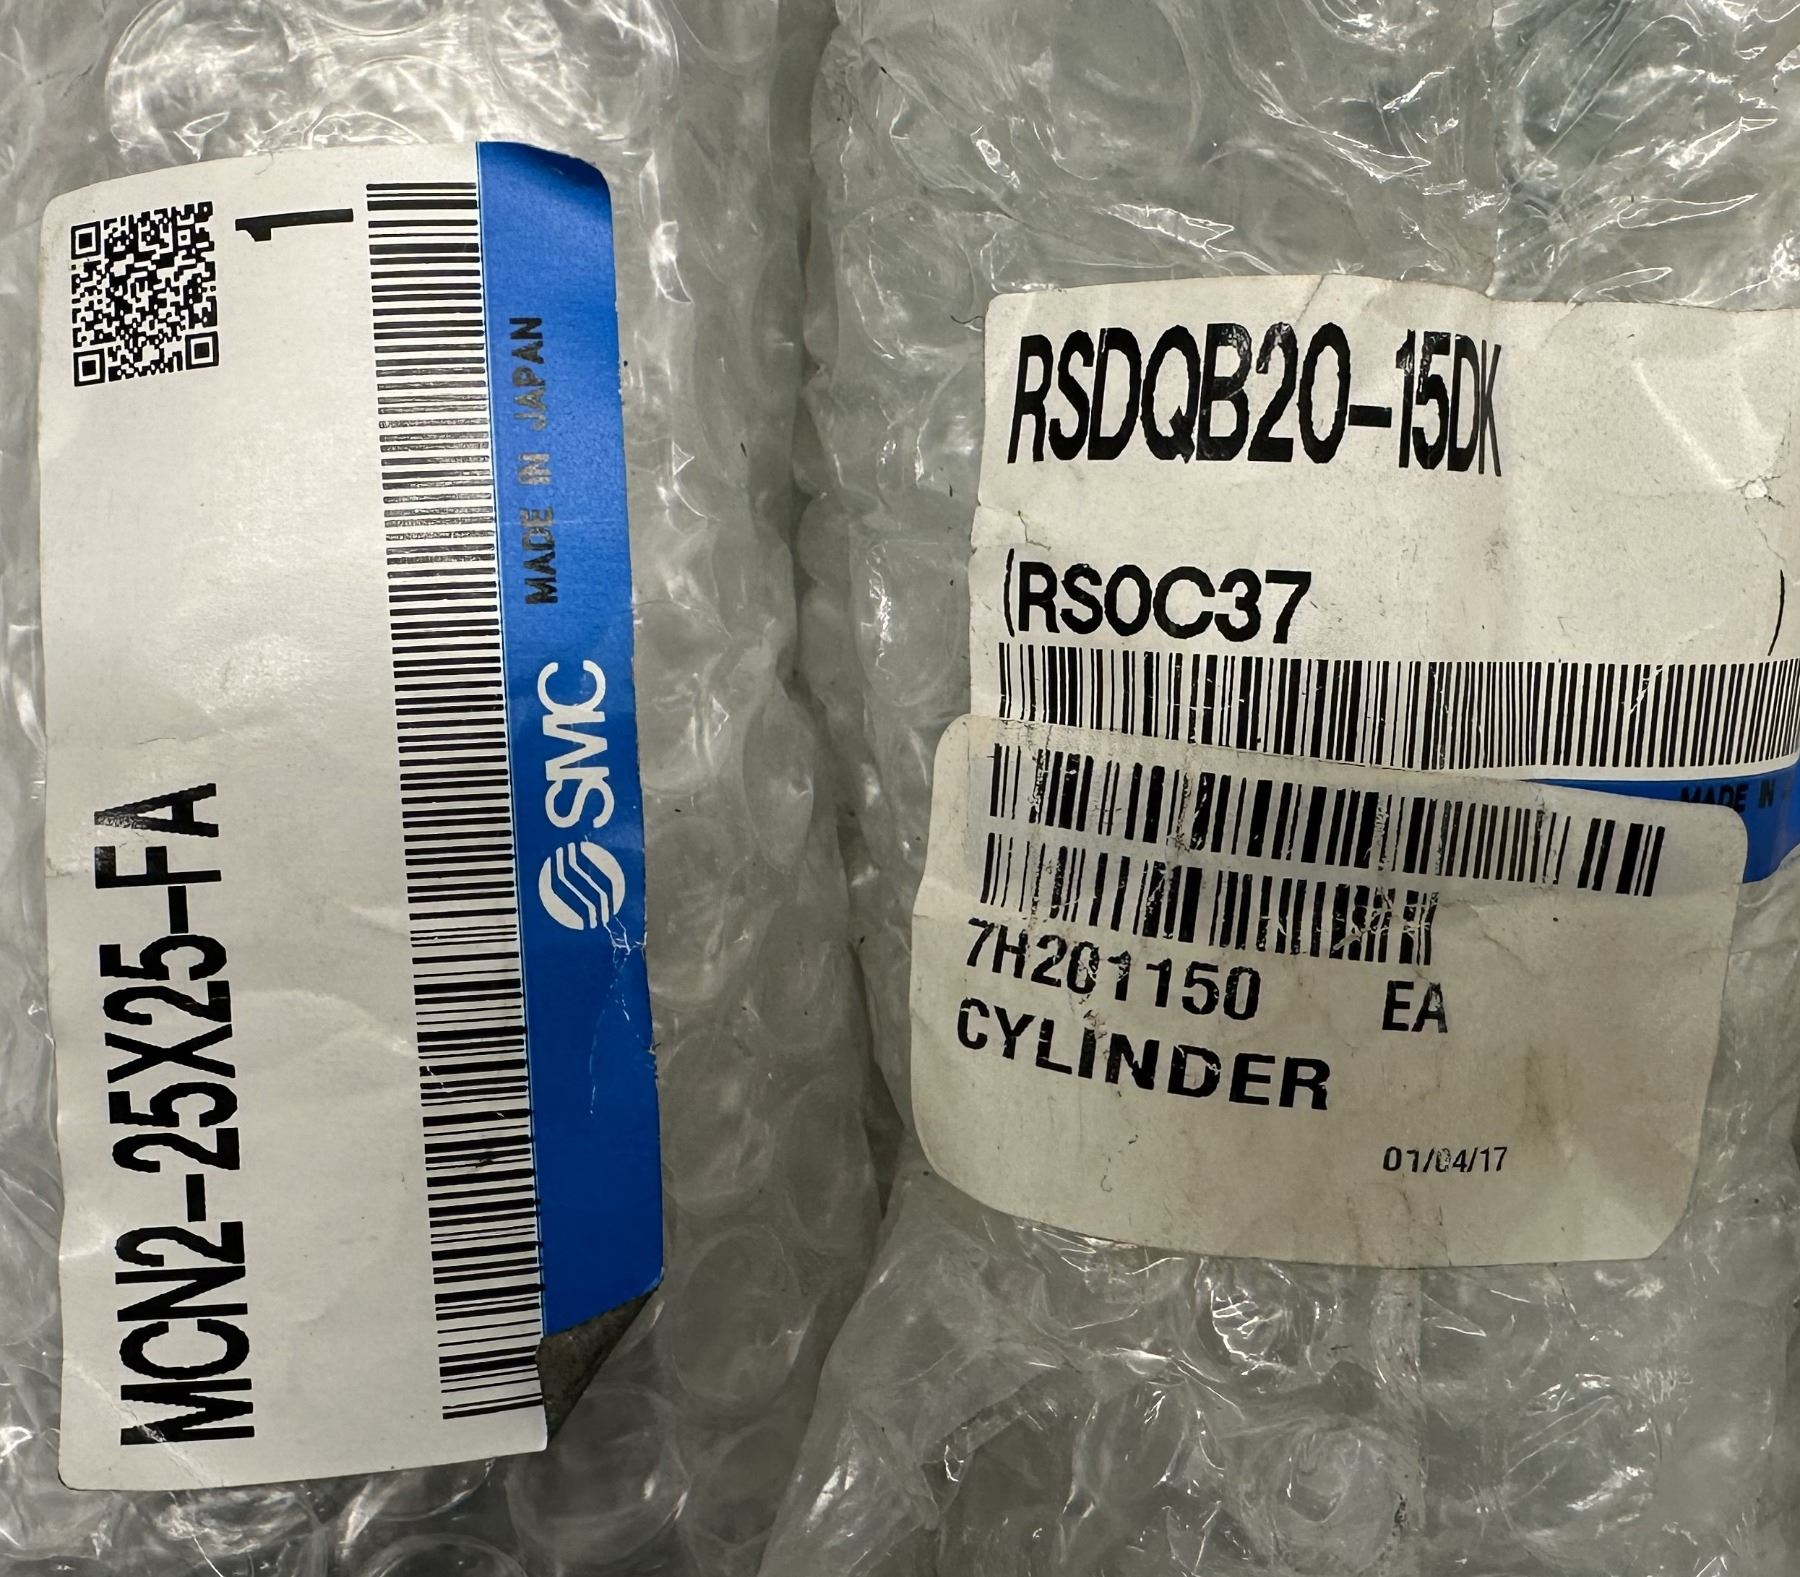 MCN2-25X25-FA
1
SMC
MADE IN JAPAN
RSDQB20-15DK
(RSOC37 )
MADE IN
7H201150 EA
CYLINDER
01/04/17